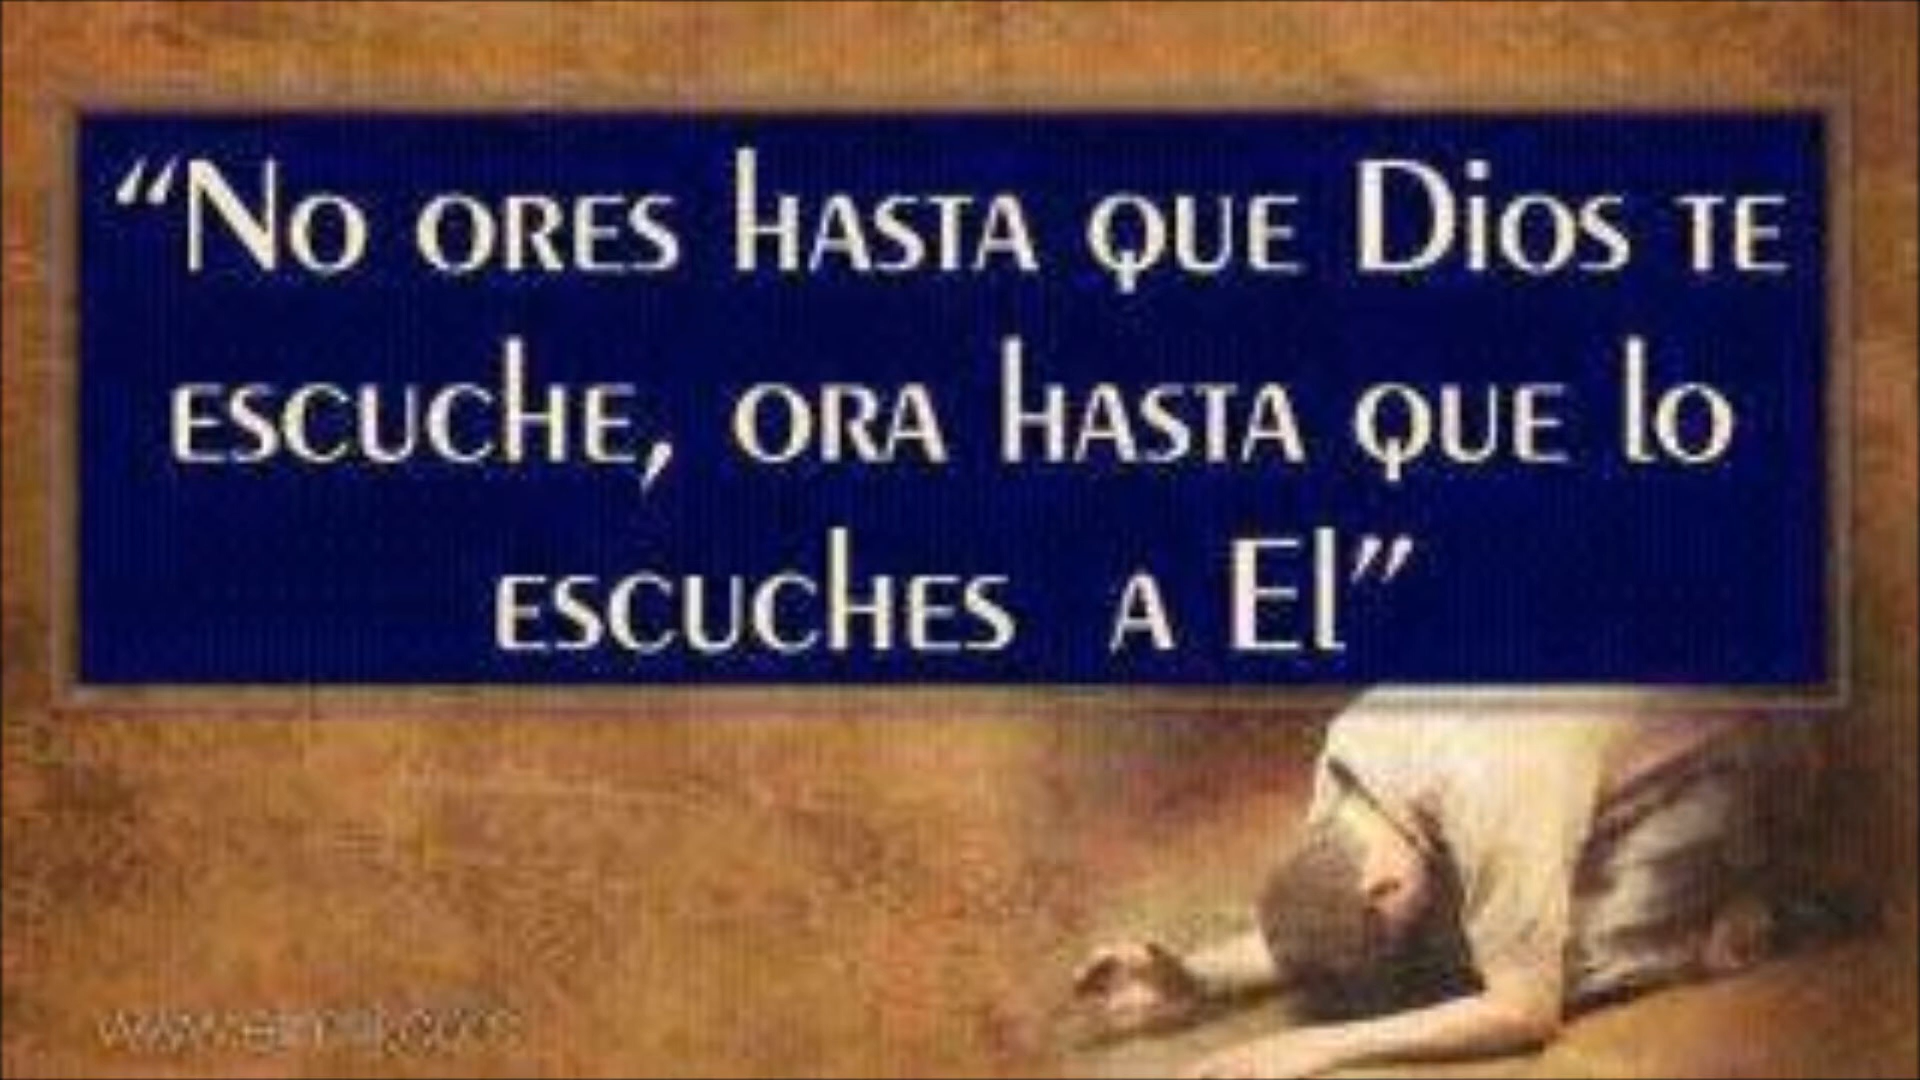 “No ores hasta que Dios te
escuche, ora hasta que lo
escuches a El”